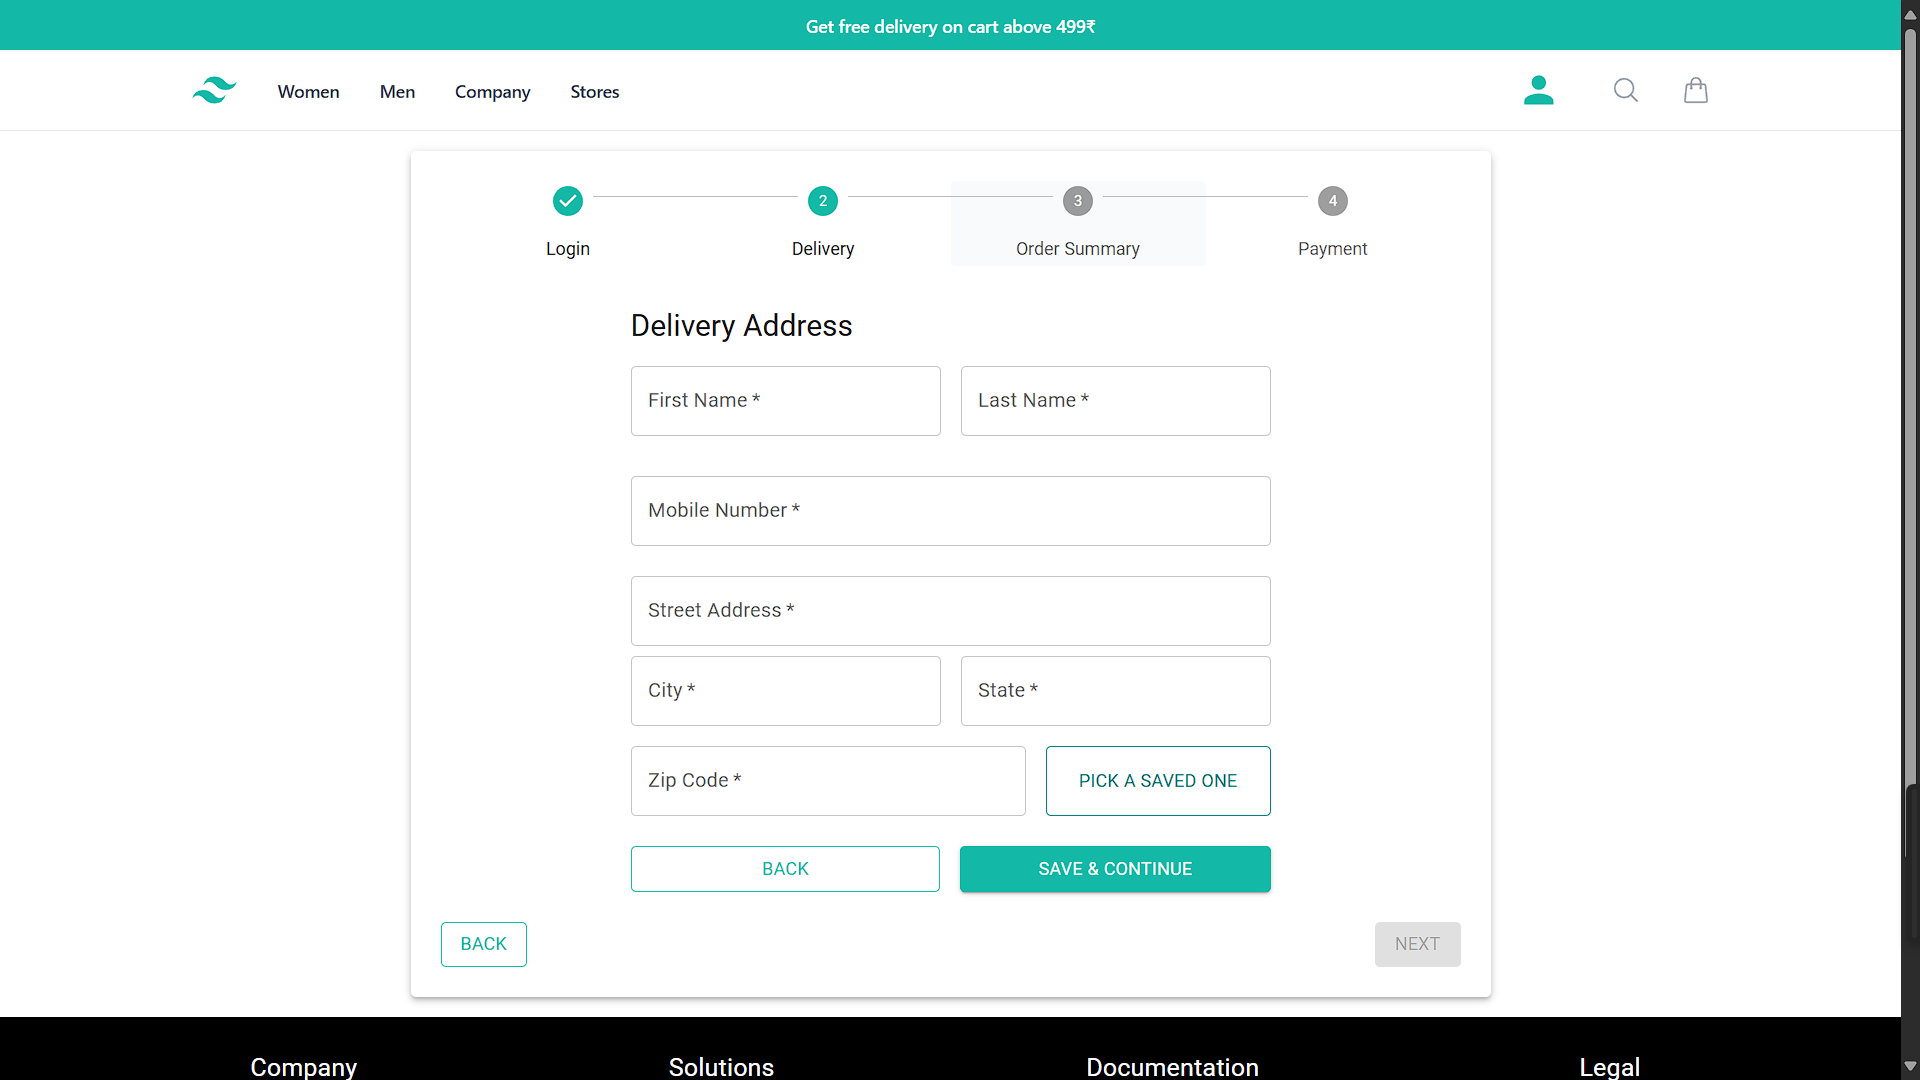 Get free delivery on cart above 499₹
Women Men Company Stores
2 3 4
Login Delivery Order Summary Payment
Delivery Address
First Name * Last Name *
Mobile Number *
Street Address *
City * State *
Zip Code * PICK A SAVED ONE
BACK SAVE & CONTINUE
BACK NEXT
Company Solutions Documentation Legal